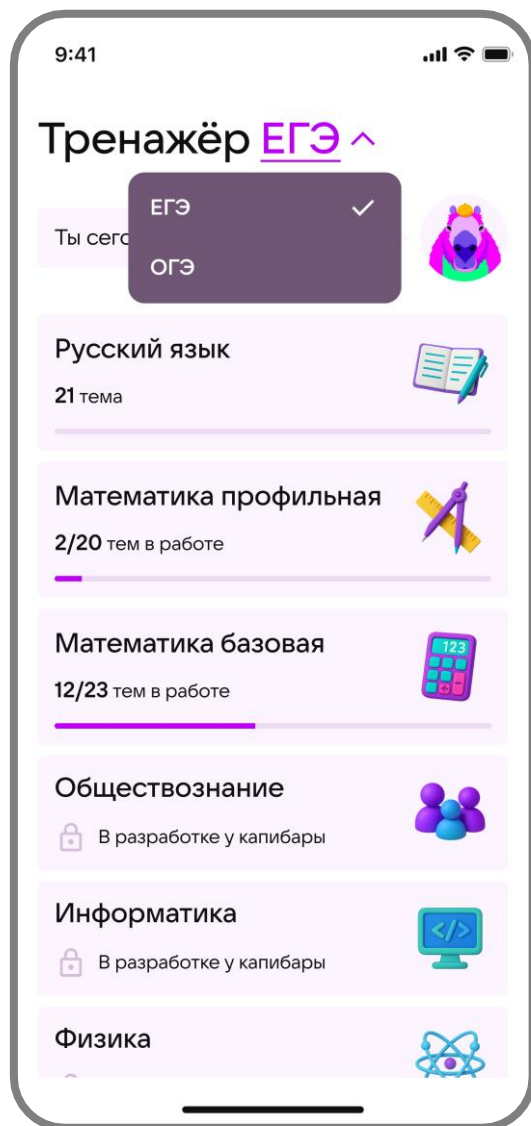 9:41
Тренажёр ЕГЭ
ЕГЭ
Ты
ОГЭ
Русский язык
21 тема
Математика профильная
2/20 тем в работе
Математика базовая
123
12/23 тем в работе
Обществознание
В разработке у капибары
Информатика
</>
В разработке у капибары
Физика